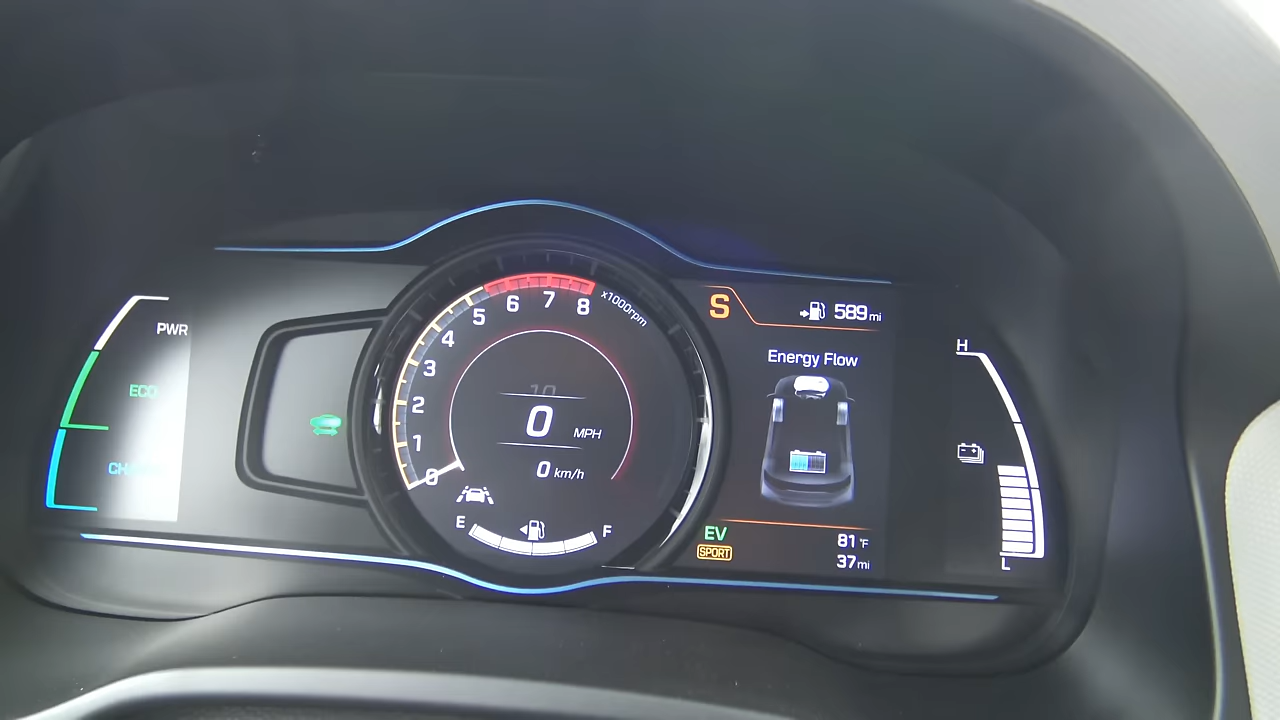 PWR
ECO
0
1
2
3
4
5
6
7
8
x1000rpm
10
0 MPH
0 km/h
E F
S
589 mi
Energy Flow
EV
SPORT
81 °F
37 mi
H
L